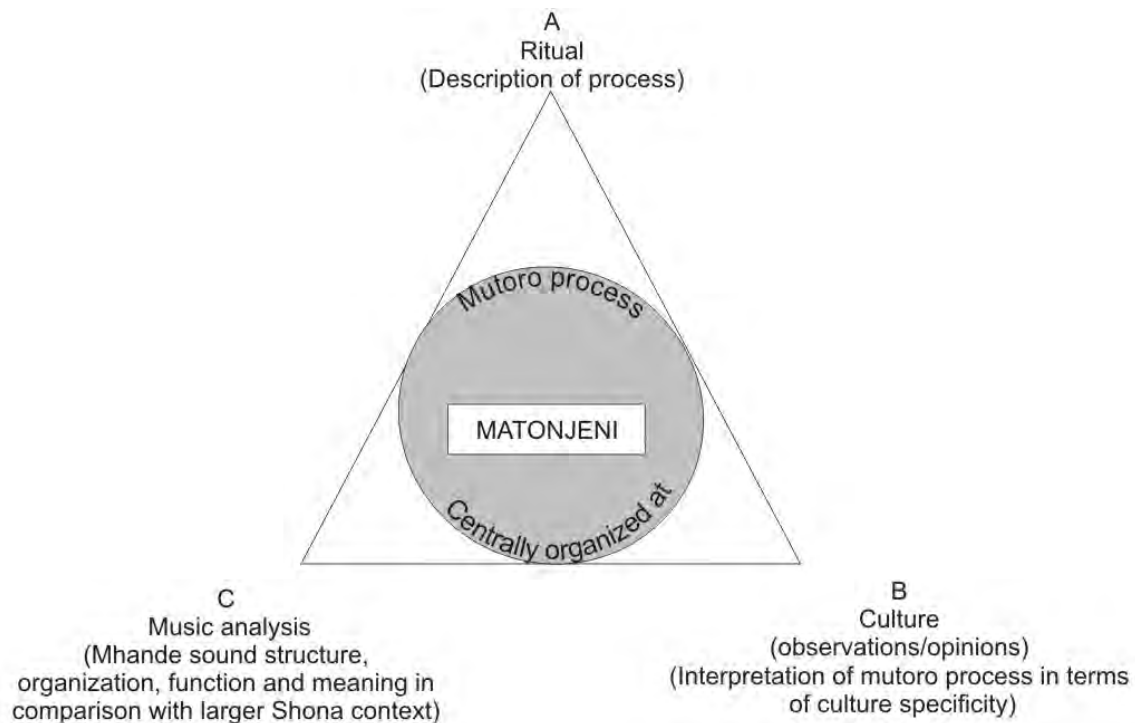 A
Ritual
(Description of process)
Mutoro process
MATONJENI
Centrally organized at
C
Music analysis
(Mhande sound structure,
organization, function and meaning in
comparison with larger Shona context)
B
Culture
(observations/opinions)
(Interpretation of mutoro process in terms
of culture specificity)